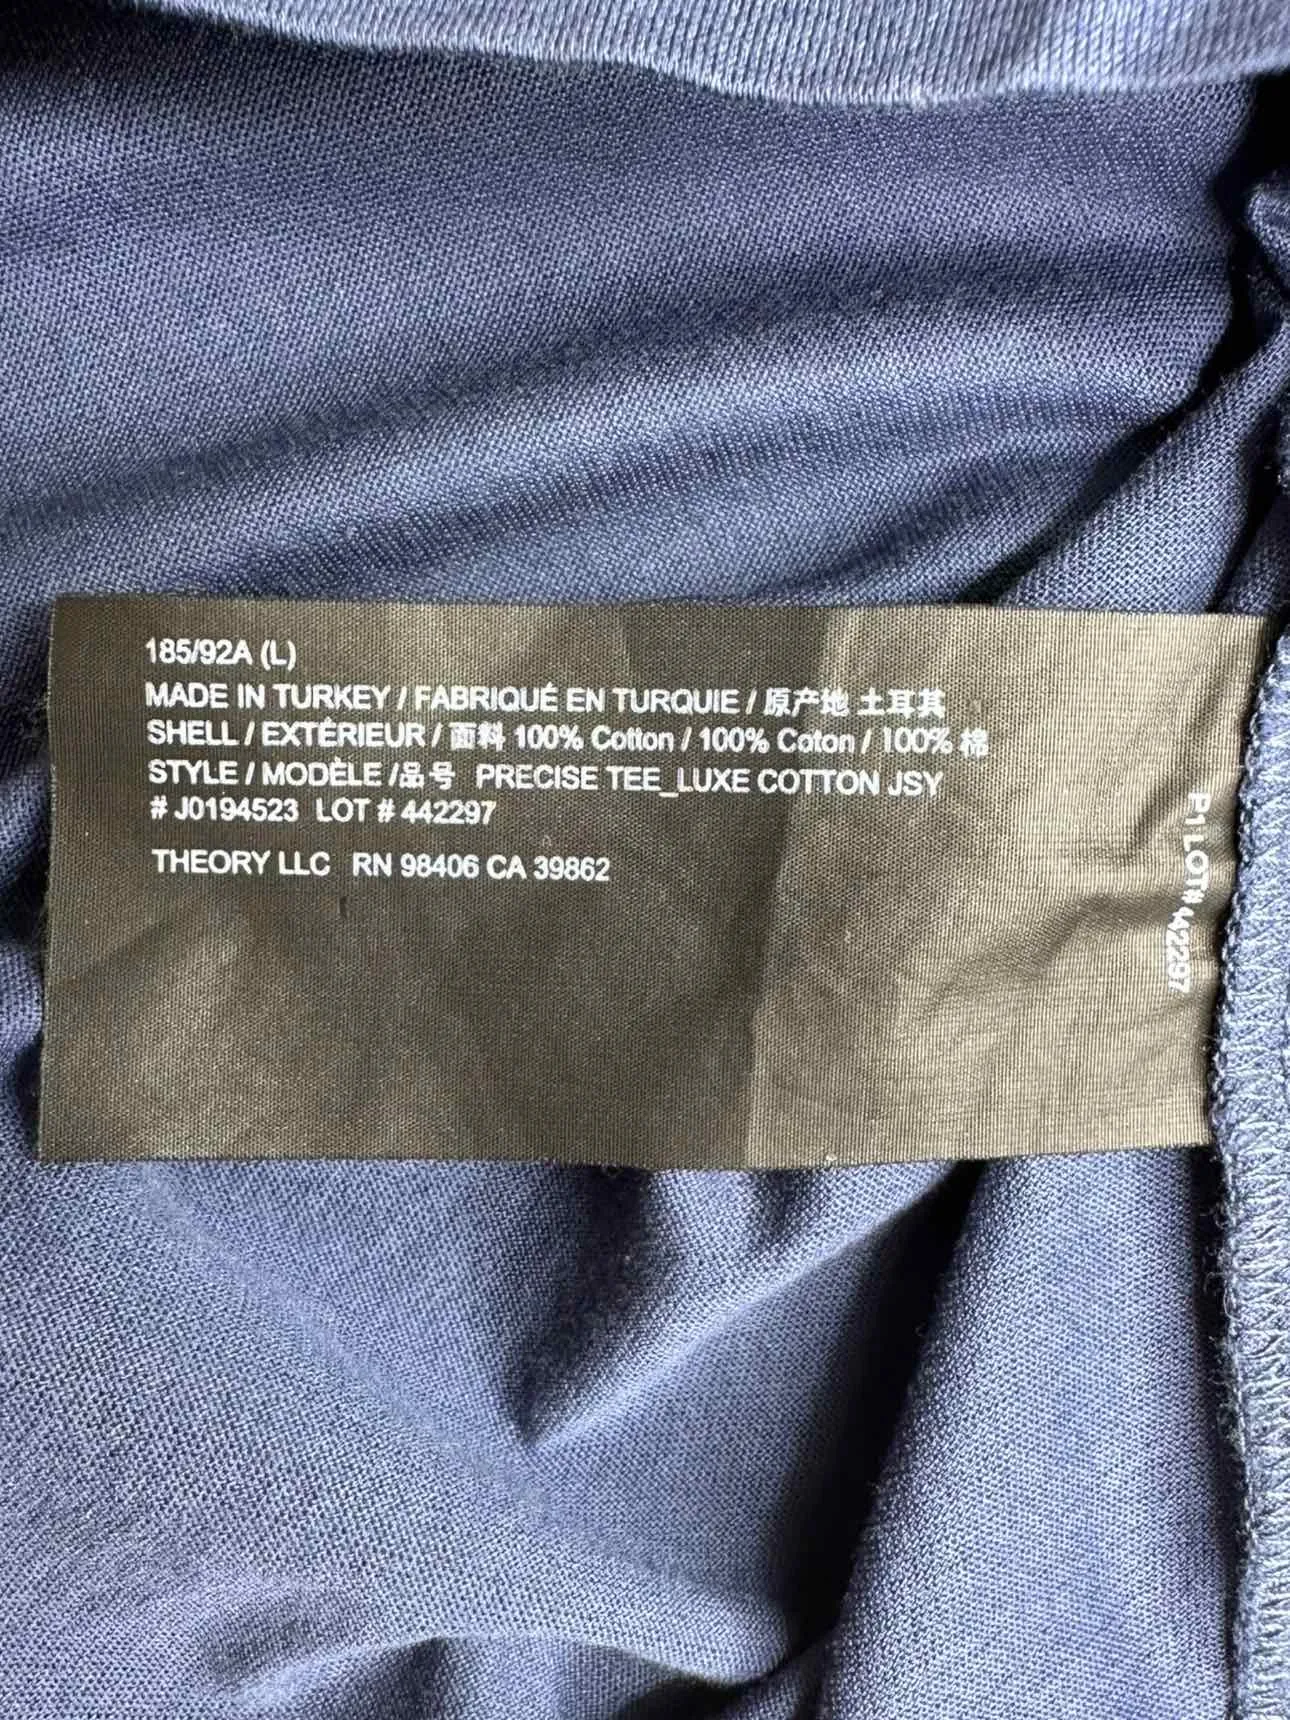 185/92A (L)
MADE IN TURKEY / FABRIQUÉ EN TURQUIE / 原产地 土耳其
SHELL / EXTÉRIEUR / 面料 100% Cotton / 100% Coton / 100% 棉
STYLE / MODÈLE /品号 PRECISE TEE_LUXE COTTON JSY
# J0194523 LOT # 442297
THEORY LLC RN 98406 CA 39862
P1 LOT# 442297